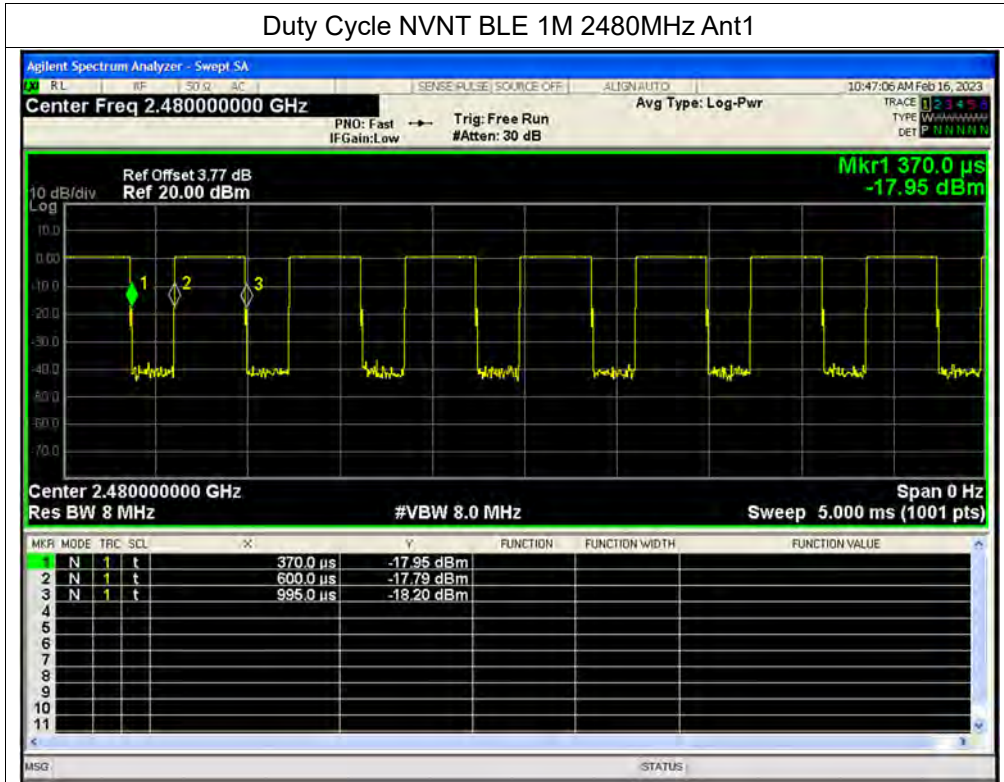 Duty Cycle NVNT BLE 1M 2480MHz Ant1
Agilent Spectrum Analyzer - Swept SA
RL RF 50 Ω AC SENSE:PULSE SOURCE OFF ALIGN AUTO 10:47:06 AM Feb 16, 2023
Center Freq 2.480000000 GHz Avg Type: Log-Pwr TRACE 1 2 3 4 5 6
PNO: Fast Trig: Free Run TYPE
IFGain:Low #Atten: 30 dB DET P N N N N N
Mkr1 370.0 µs
Ref Offset 3.77 dB -17.95 dBm
10 dB/div Ref 20.00 dBm
Log
10.0
0.00
-10.0
1 2 3
-20.0
-30.0
-40.0
-50.0
-60.0
-70.0
Center 2.480000000 GHz Span 0 Hz
Res BW 8 MHz #VBW 8.0 MHz Sweep 5.000 ms (1001 pts)
MKR MODE TRC SCL X Y FUNCTION FUNCTION WIDTH FUNCTION VALUE
1 N 1 t 370.0 µs -17.95 dBm
2 N 1 t 600.0 µs -17.79 dBm
3 N 1 t 995.0 µs -18.20 dBm
4
5
6
7
8
9
10
11
MSG STATUS